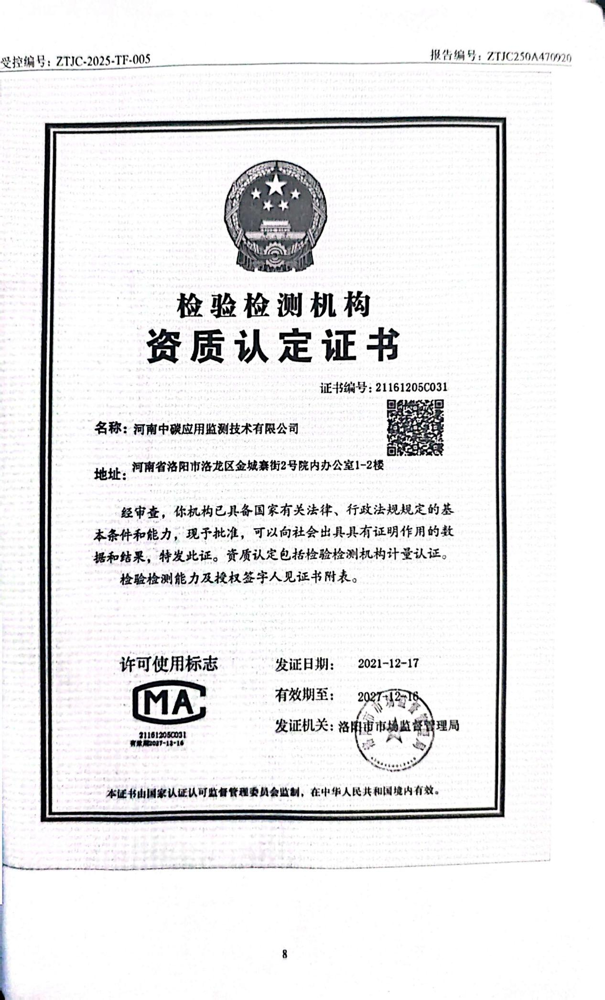 受控编号：ZTJC-2025-TF-005
报告编号：ZTJC250A470920
检验检测机构
资质认定证书
证书编号：21161205C031
名称：河南中碳应用监测技术有限公司
地址：河南省洛阳市洛龙区金城寨街2号院内办公室1-2楼
经审查，你机构已具备国家有关法律、行政法规规定的基
本条件和能力，现予批准，可以向社会出具具有证明作用的数
据和结果，特发此证。资质认定包括检验检测机构计量认证。
检验检测能力及授权签字人见证书附表。
许可使用标志
MA
21161205C031
有效期2027-12-16
发证日期：2021-12-17
有效期至：2027-12-16
发证机关：洛阳市市场监督管理局
洛阳市市场监督管理局
本证书由国家认证认可监督管理委员会监制，在中华人民共和国境内有效。
8